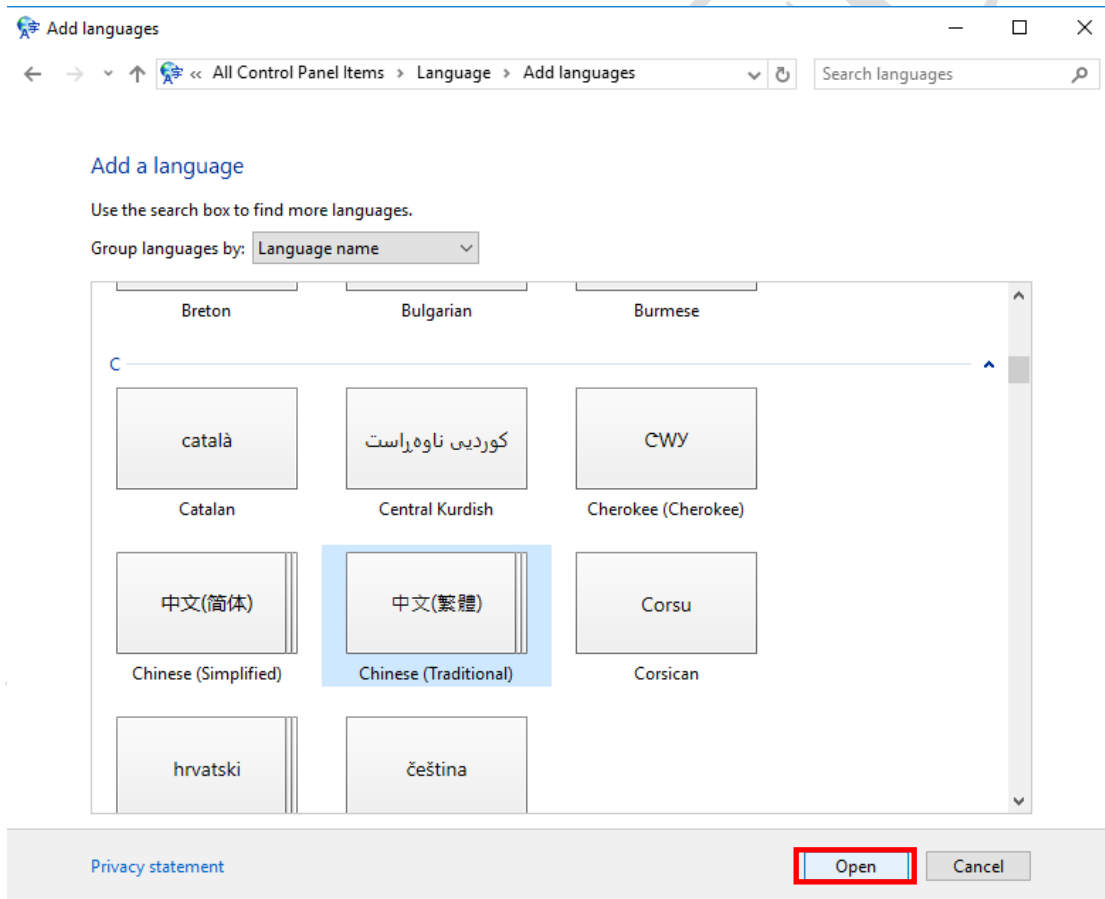 Add languages
« All Control Panel Items › Language › Add languages
Search languages
Add a language
Use the search box to find more languages.
Group languages by: Language name
Breton Bulgarian Burmese
C
català کوردیی ناوەڕاست ᏣᎳᎩ
Catalan Central Kurdish Cherokee (Cherokee)
中文(简体) 中文(繁體) Corsu
Chinese (Simplified) Chinese (Traditional) Corsican
hrvatski čeština
Privacy statement Open Cancel